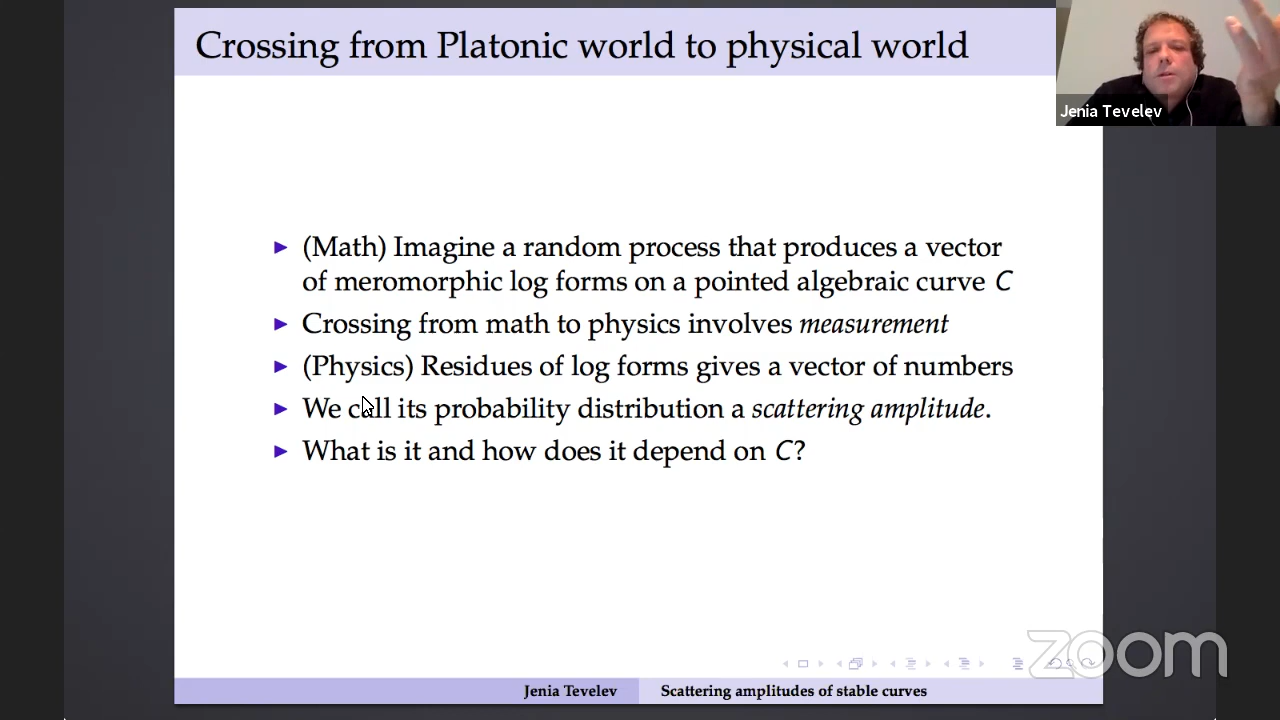 Crossing from Platonic world to physical world
Jenia Tevelev
▶ (Math) Imagine a random process that produces a vector
of meromorphic log forms on a pointed algebraic curve C
▶ Crossing from math to physics involves measurement
▶ (Physics) Residues of log forms gives a vector of numbers
▶ We call its probability distribution a scattering amplitude.
▶ What is it and how does it depend on C?
zoom
Jenia Tevelev
Scattering amplitudes of stable curves